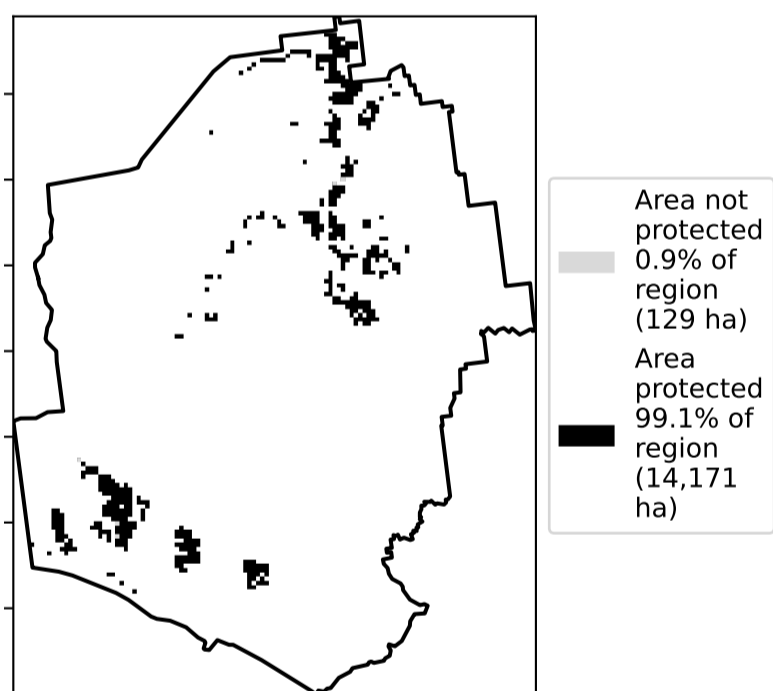 Area not
protected
0.9% of
region
(129 ha)
Area
protected
99.1% of
region
(14,171
ha)